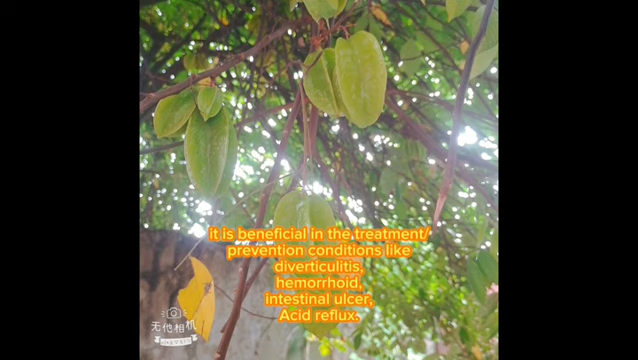 it is beneficial in the treatment/
prevention conditions like
diverticulitis,
hemorrhoid,
intestinal ulcer,
Acid reflux.
无他相机